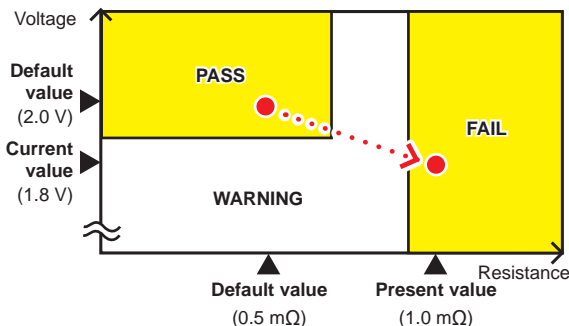 Voltage
Default
value
(2.0 V)
Current
value
(1.8 V)
PASS
FAIL
WARNING
Resistance
Default value
(0.5 mΩ)
Present value
(1.0 mΩ)